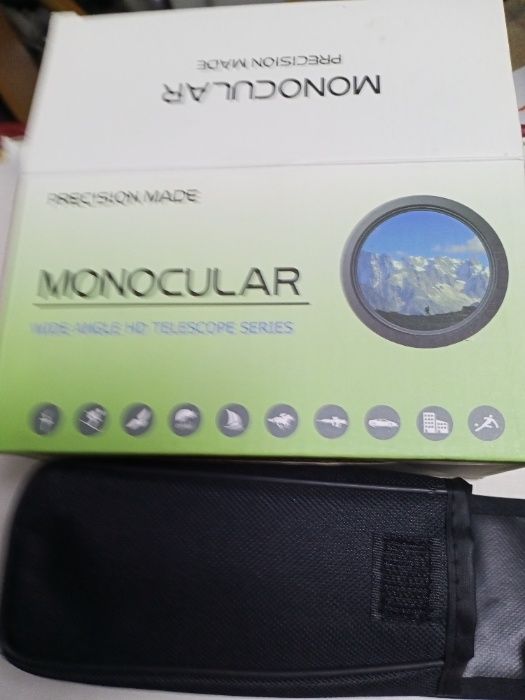 MONOCULAR
PRECISION MADE
PRECISION MADE
MONOCULAR
WIDE ANGLE HD TELESCOPE SERIES